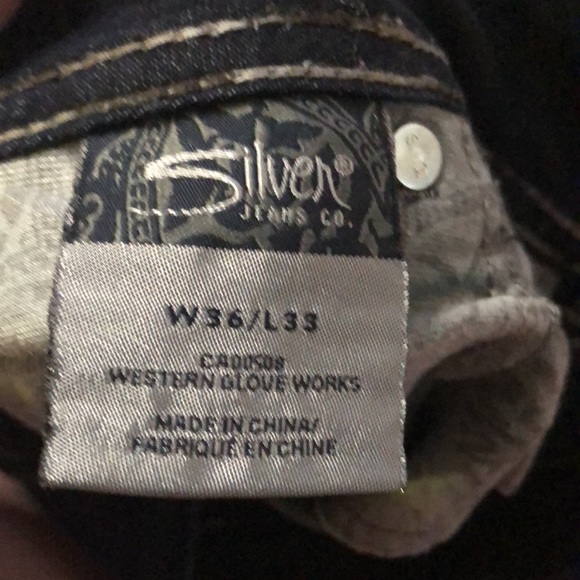 Silver®
JEANS CO.
W36/L33
CA00508
WESTERN GLOVE WORKS
MADE IN CHINA/
FABRIQUÉ EN CHINE